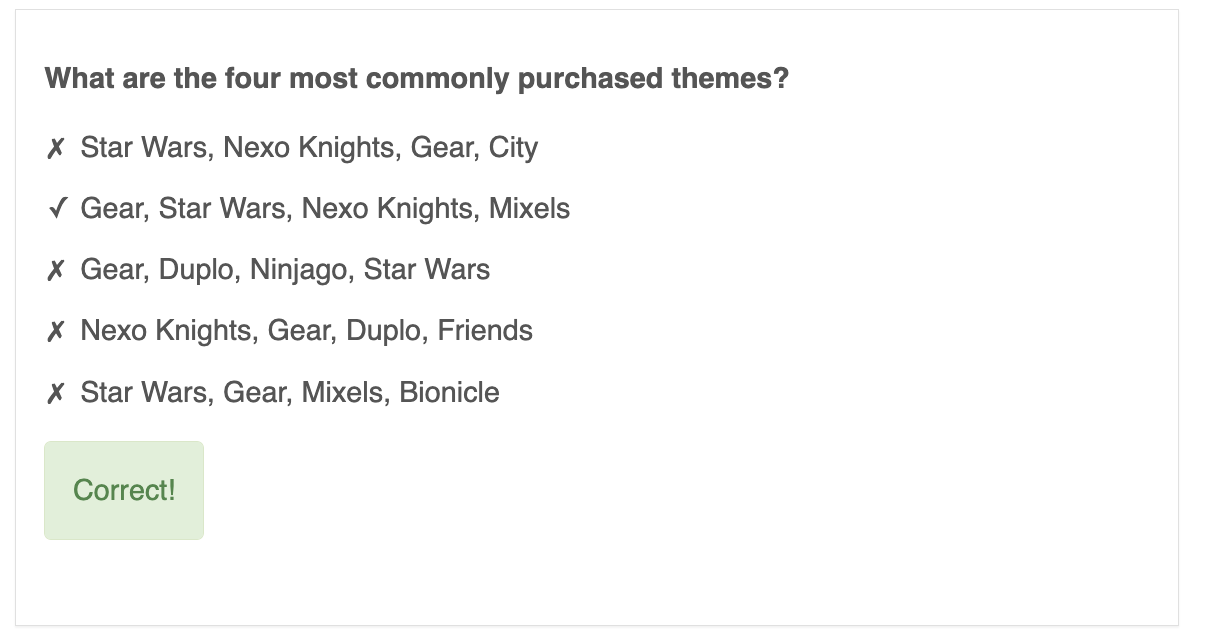 What are the four most commonly purchased themes?
✗ Star Wars, Nexo Knights, Gear, City
✓ Gear, Star Wars, Nexo Knights, Mixels
✗ Gear, Duplo, Ninjago, Star Wars
✗ Nexo Knights, Gear, Duplo, Friends
✗ Star Wars, Gear, Mixels, Bionicle
Correct!